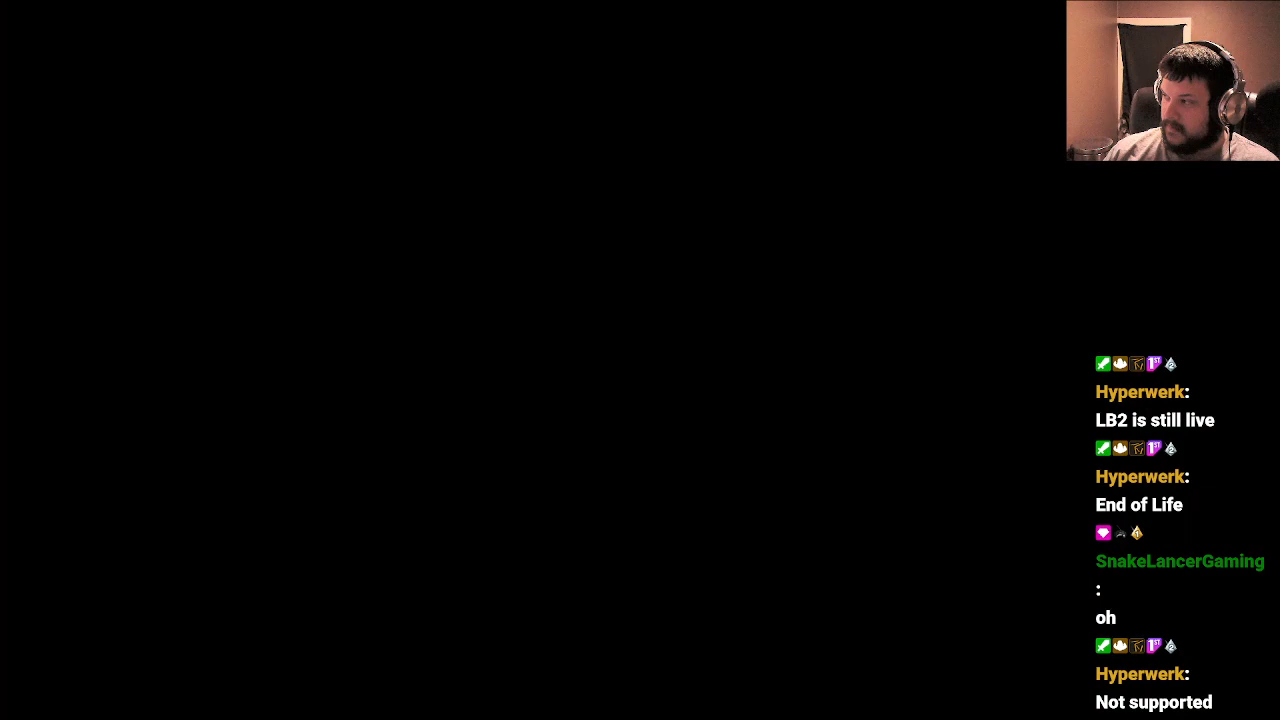 Hyperwerk:
LB2 is still live
Hyperwerk:
End of Life
SnakeLancerGaming
:
oh
Hyperwerk:
Not supported